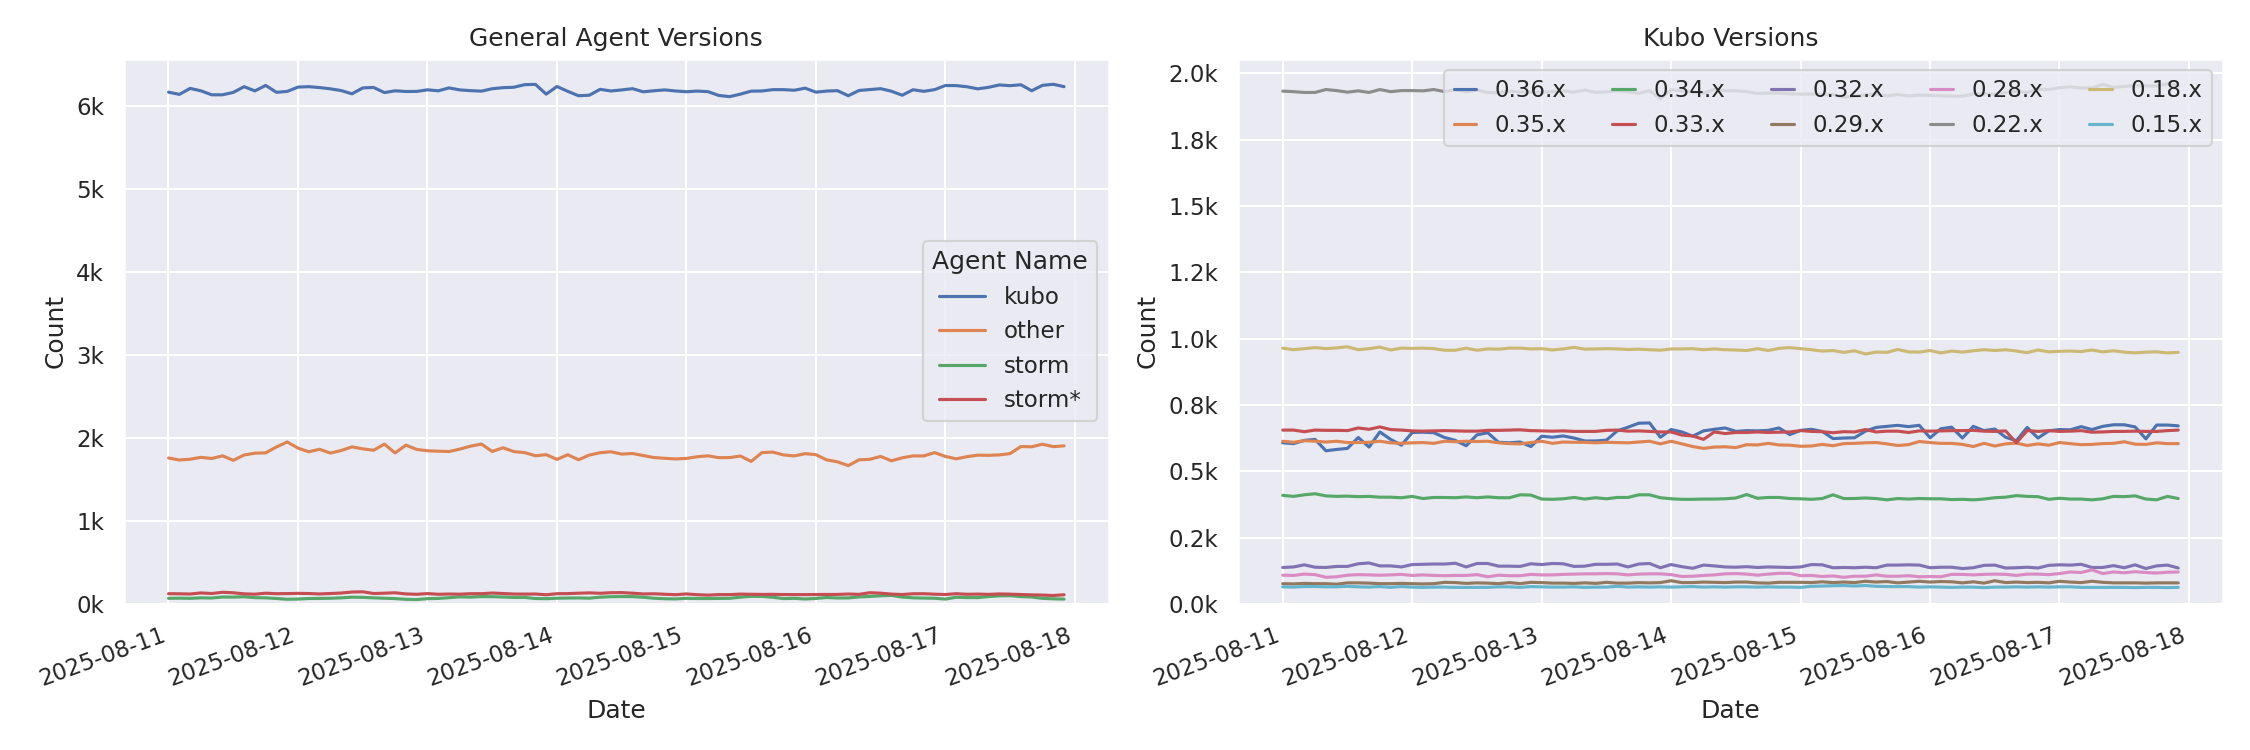 General Agent Versions
6k
5k
4k
3k
2k
1k
0k
Count
Agent Name
kubo
other
storm
storm*
2025-08-11
2025-08-12
2025-08-13
2025-08-14
2025-08-15
2025-08-16
2025-08-17
2025-08-18
Date
Kubo Versions
2.0k
1.8k
1.5k
1.2k
1.0k
0.8k
0.5k
0.2k
0.0k
Count
0.36.x 0.34.x 0.32.x 0.28.x 0.18.x
0.35.x 0.33.x 0.29.x 0.22.x 0.15.x
2025-08-11
2025-08-12
2025-08-13
2025-08-14
2025-08-15
2025-08-16
2025-08-17
2025-08-18
Date